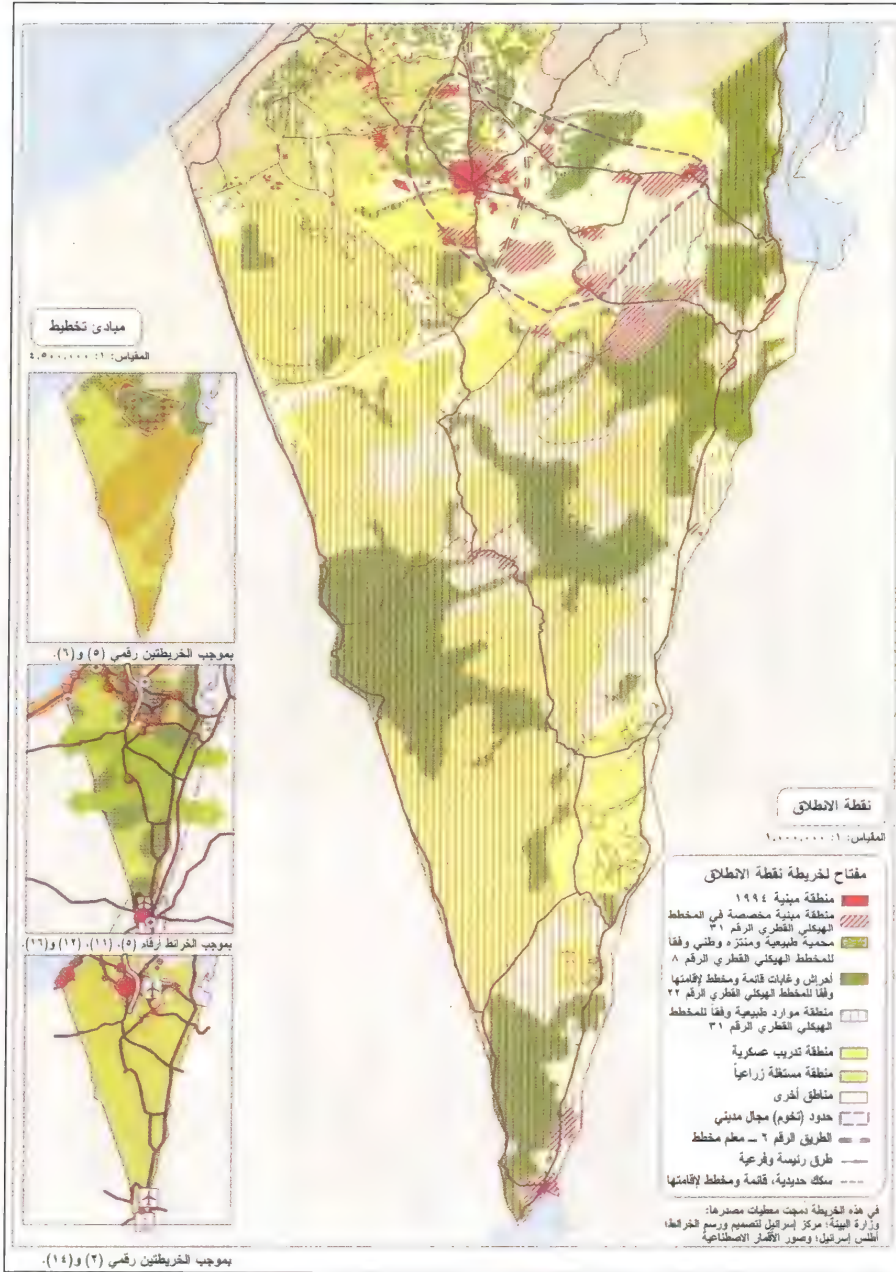 مبادئ تخطيط
المقياس: ١: ٤،٥٠٠،٠٠٠
بموجب الخريطتين رقمي (٥) و(٦).
بموجب الخرائط أرقام (٥)، (١١)، (١٢) و(١٦).
بموجب الخريطتين رقمي (٢) و(١٤).
نقطة الانطلاق
المقياس: ١: ١،٠٠٠،٠٠٠
مفتاح لخريطة نقطة الانطلاق
منطقة مبنية ١٩٩٤
منطقة مبنية مخصصة في المخطط
الهيكلي القطري الرقم ٣١
محمية طبيعية ومنتزه وطني وفقاً
للمخطط الهيكلي القطري الرقم ٨
أحراش وغابات قائمة ومخطط لإقامتها
وفقاً للمخطط الهيكلي القطري الرقم ٢٢
منطقة موارد طبيعية وفقاً للمخطط
الهيكلي القطري الرقم ٣١
منطقة تدريب عسكرية
منطقة مستغلة زراعياً
مناطق أخرى
حدود (تخوم) مجال مديني
الطريق الرقم ٦ ــ معلم مخطط
طرق رئيسة وفرعية
سكك حديدية، قائمة ومخطط لإقامتها
في هذه الخريطة دمجت معطيات مصدرها:
وزارة البيئة؛ مركز إسرائيل لتصميم ورسم الخرائط؛
أطلس إسرائيل؛ وصور الأقمار الاصطناعية